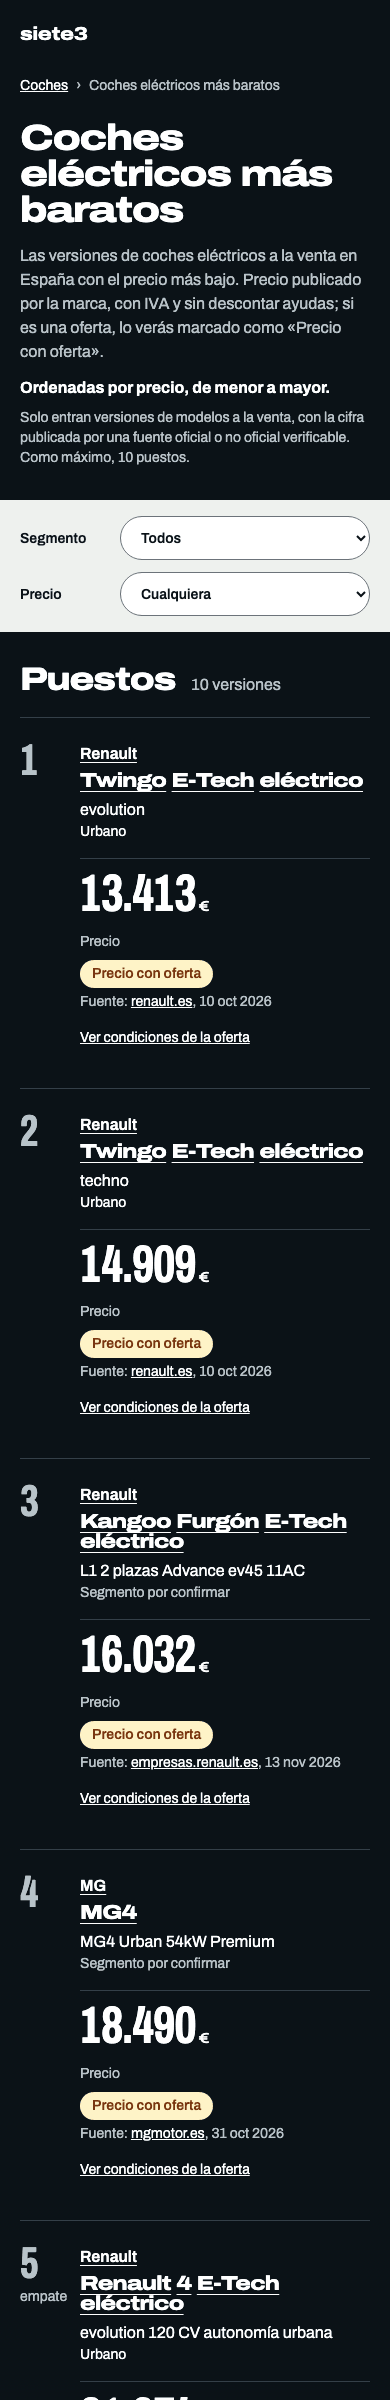 siete3
Coches › Coches eléctricos más baratos
Coches
eléctricos más
baratos
Las versiones de coches eléctricos a la venta en
España con el precio más bajo. Precio publicado
por la marca, con IVA y sin descontar ayudas; si
es una oferta, lo verás marcado como «Precio
con oferta».
Ordenadas por precio, de menor a mayor.
Solo entran versiones de modelos a la venta, con la cifra
publicada por una fuente oficial o no oficial verificable.
Como máximo, 10 puestos.
Segmento Todos
Precio Cualquiera
Puestos 10 versiones
1
Renault
Twingo E-Tech eléctrico
evolution
Urbano
13.413 €
Precio
Precio con oferta
Fuente: renault.es, 10 oct 2026
Ver condiciones de la oferta
2
Renault
Twingo E-Tech eléctrico
techno
Urbano
14.909 €
Precio
Precio con oferta
Fuente: renault.es, 10 oct 2026
Ver condiciones de la oferta
3
Renault
Kangoo Furgón E-Tech
eléctrico
L1 2 plazas Advance ev45 11AC
Segmento por confirmar
16.032 €
Precio
Precio con oferta
Fuente: empresas.renault.es, 13 nov 2026
Ver condiciones de la oferta
4
MG
MG4
MG4 Urban 54kW Premium
Segmento por confirmar
18.490 €
Precio
Precio con oferta
Fuente: mgmotor.es, 31 oct 2026
Ver condiciones de la oferta
5
empate
Renault
Renault 4 E-Tech
eléctrico
evolution 120 CV autonomía urbana
Urbano